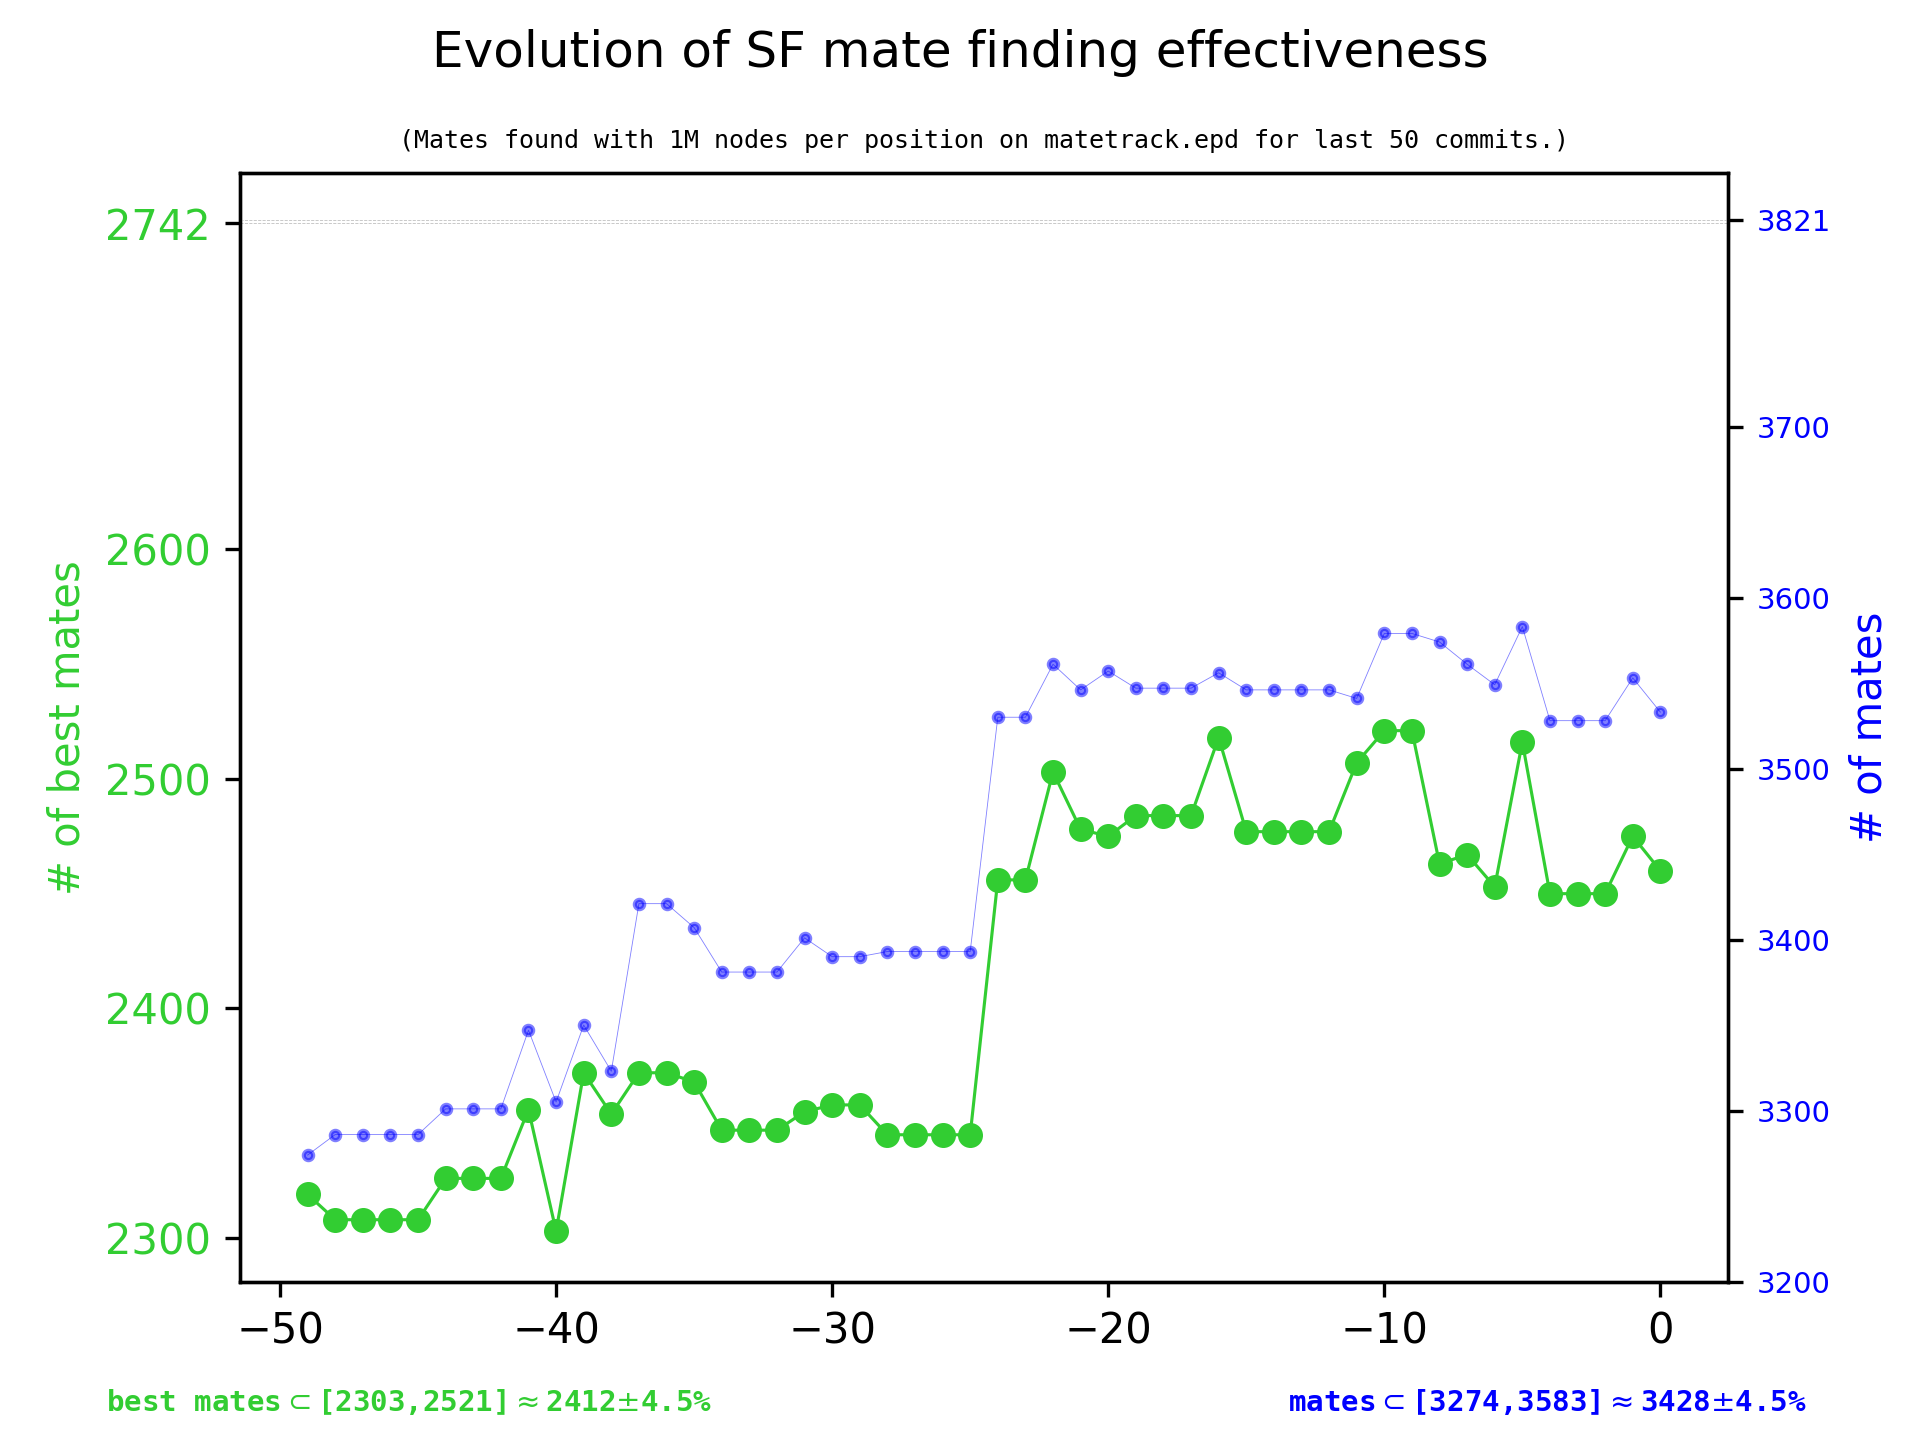 Evolution of SF mate finding effectiveness
(Mates found with 1M nodes per position on matetrack.epd for last 50 commits.)
# of best mates
2742
2600
2500
2400
2300
3821
3700
3600
3500
3400
3300
3200
# of mates
−50 −40 −30 −20 −10 0
best mates ⊂ [2303,2521] ≈ 2412±4.5%
mates ⊂ [3274,3583] ≈ 3428±4.5%